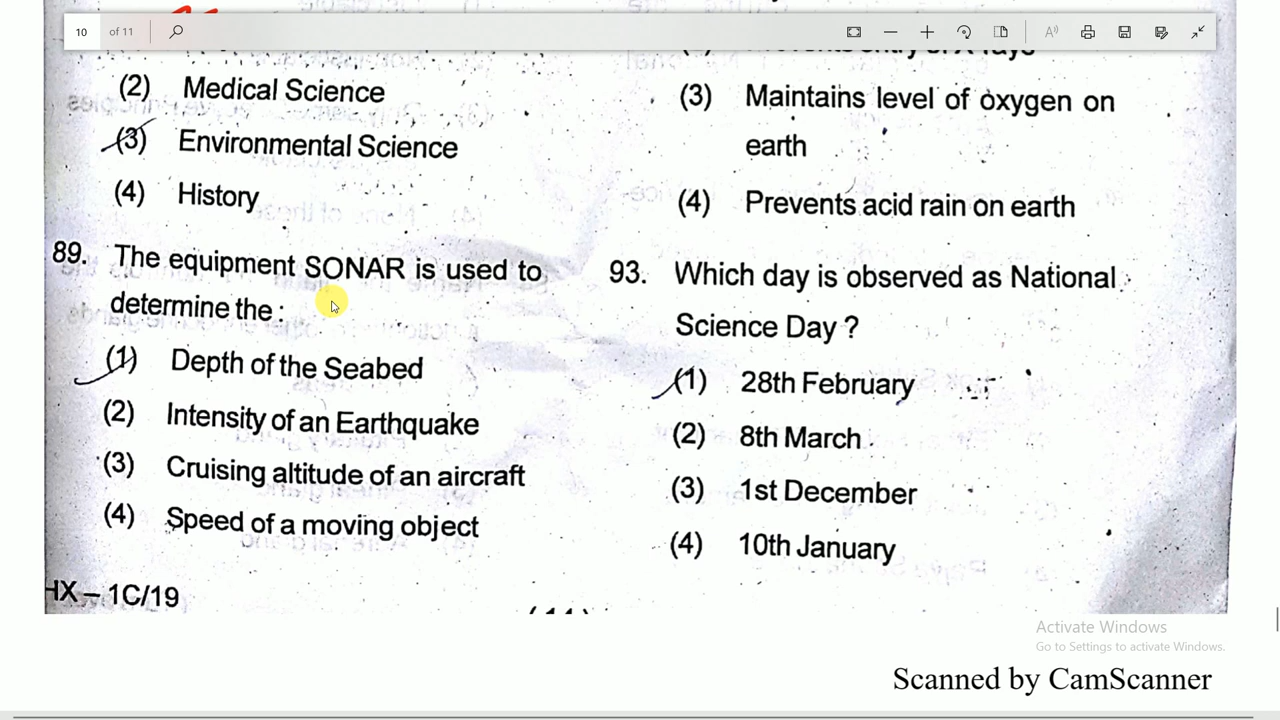 10 of 11
(2) Medical Science
(3) Environmental Science
(4) History
89. The equipment SONAR is used to
determine the :
(1) Depth of the Seabed
(2) Intensity of an Earthquake
(3) Cruising altitude of an aircraft
(4) Speed of a moving object
HX – 1C/19
(3) Maintains level of oxygen on
earth
(4) Prevents acid rain on earth
93. Which day is observed as National
Science Day ?
(1) 28th February
(2) 8th March
(3) 1st December
(4) 10th January
Activate Windows
Go to Settings to activate Windows.
Scanned by CamScanner